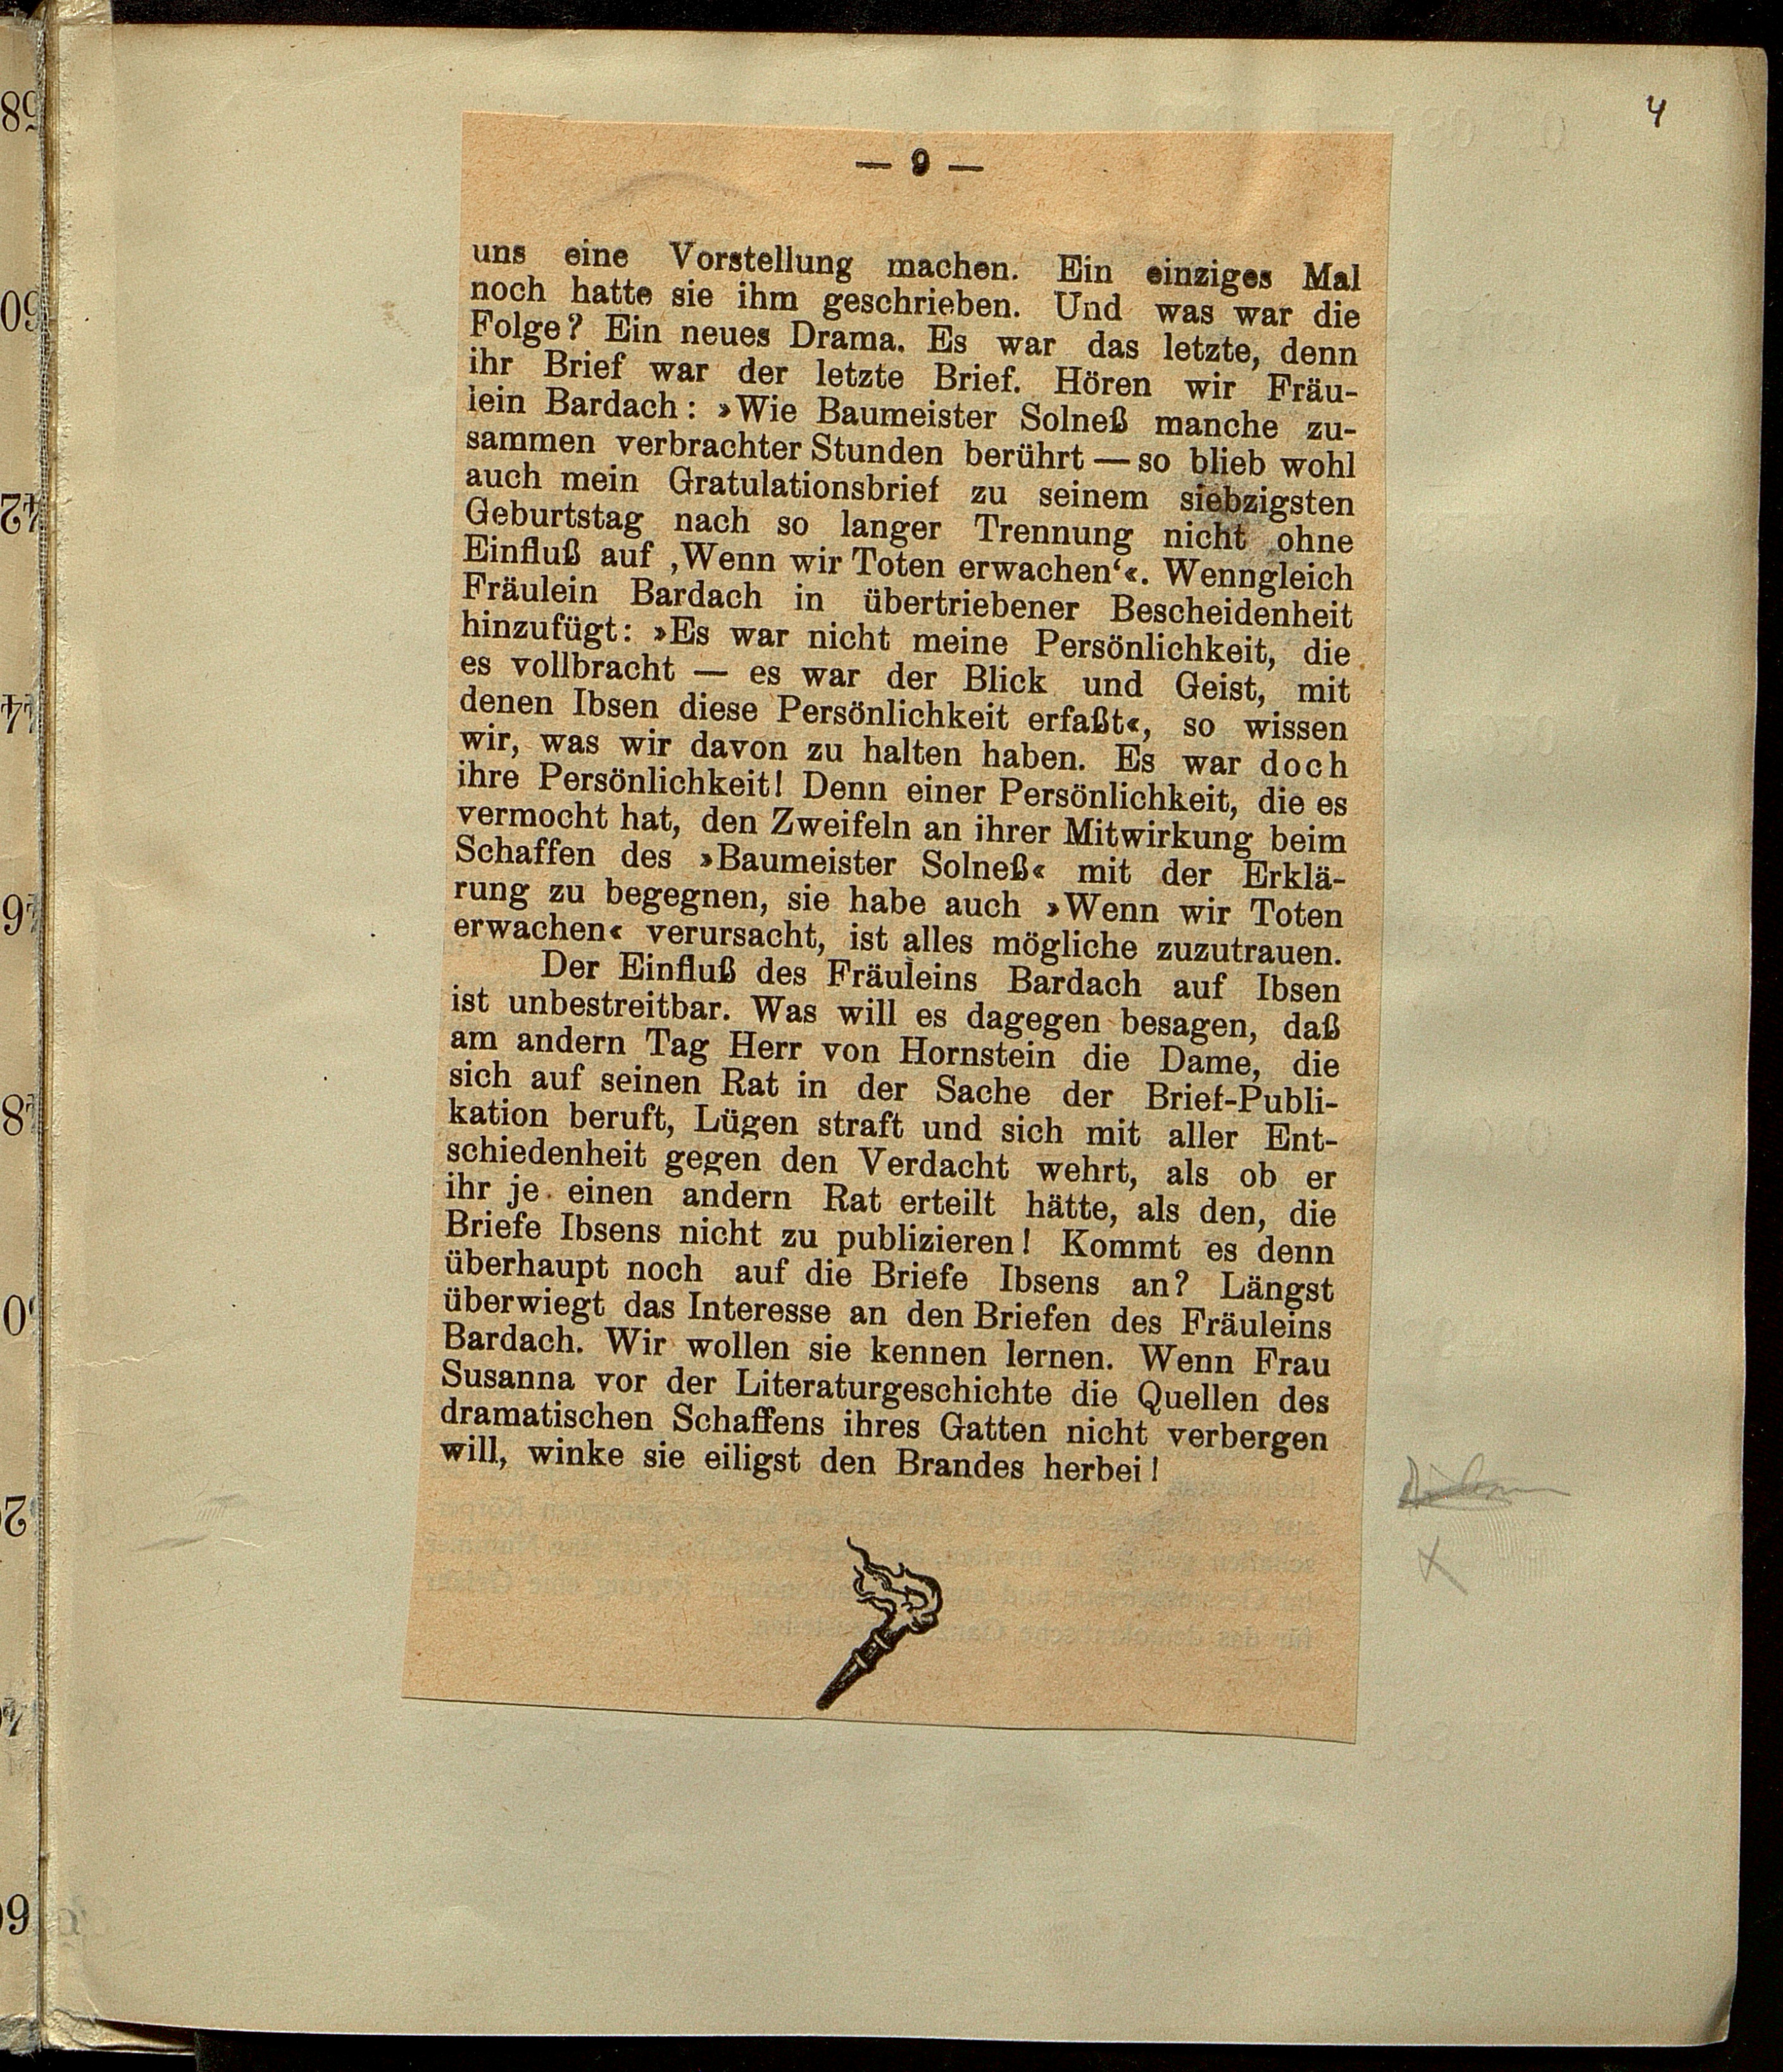 4
— 9 —
uns eine Vorstellung machen. Ein einziges Mal
noch hatte sie ihm geschrieben. Und was war die
Folge? Ein neues Drama. Es war das letzte, denn
ihr Brief war der letzte Brief. Hören wir Fräu-
lein Bardach: »Wie Baumeister Solneß manche zu-
sammen verbrachter Stunden berührt — so blieb wohl
auch mein Gratulationsbrief zu seinem siebzigsten
Geburtstag nach so langer Trennung nicht ohne
Einfluß auf ‚Wenn wir Toten erwachen‘«. Wenngleich
Fräulein Bardach in übertriebener Bescheidenheit
hinzufügt: »Es war nicht meine Persönlichkeit, die
es vollbracht — es war der Blick und Geist, mit
denen Ibsen diese Persönlichkeit erfaßt«, so wissen
wir, was wir davon zu halten haben. Es war doch
ihre Persönlichkeit! Denn einer Persönlichkeit, die es
vermocht hat, den Zweifeln an ihrer Mitwirkung beim
Schaffen des »Baumeister Solneß« mit der Erklä-
rung zu begegnen, sie habe auch »Wenn wir Toten
erwachen« verursacht, ist alles mögliche zuzutrauen.
Der Einfluß des Fräuleins Bardach auf Ibsen
ist unbestreitbar. Was will es dagegen besagen, daß
am andern Tag Herr von Hornstein die Dame, die
sich auf seinen Rat in der Sache der Brief-Publi-
kation beruft, Lügen straft und sich mit aller Ent-
schiedenheit gegen den Verdacht wehrt, als ob er
ihr je einen andern Rat erteilt hätte, als den, die
Briefe Ibsens nicht zu publizieren! Kommt es denn
überhaupt noch auf die Briefe Ibsens an? Längst
überwiegt das Interesse an den Briefen des Fräuleins
Bardach. Wir wollen sie kennen lernen. Wenn Frau
Susanna vor der Literaturgeschichte die Quellen des
dramatischen Schaffens ihres Gatten nicht verbergen
will, winke sie eiligst den Brandes herbei!